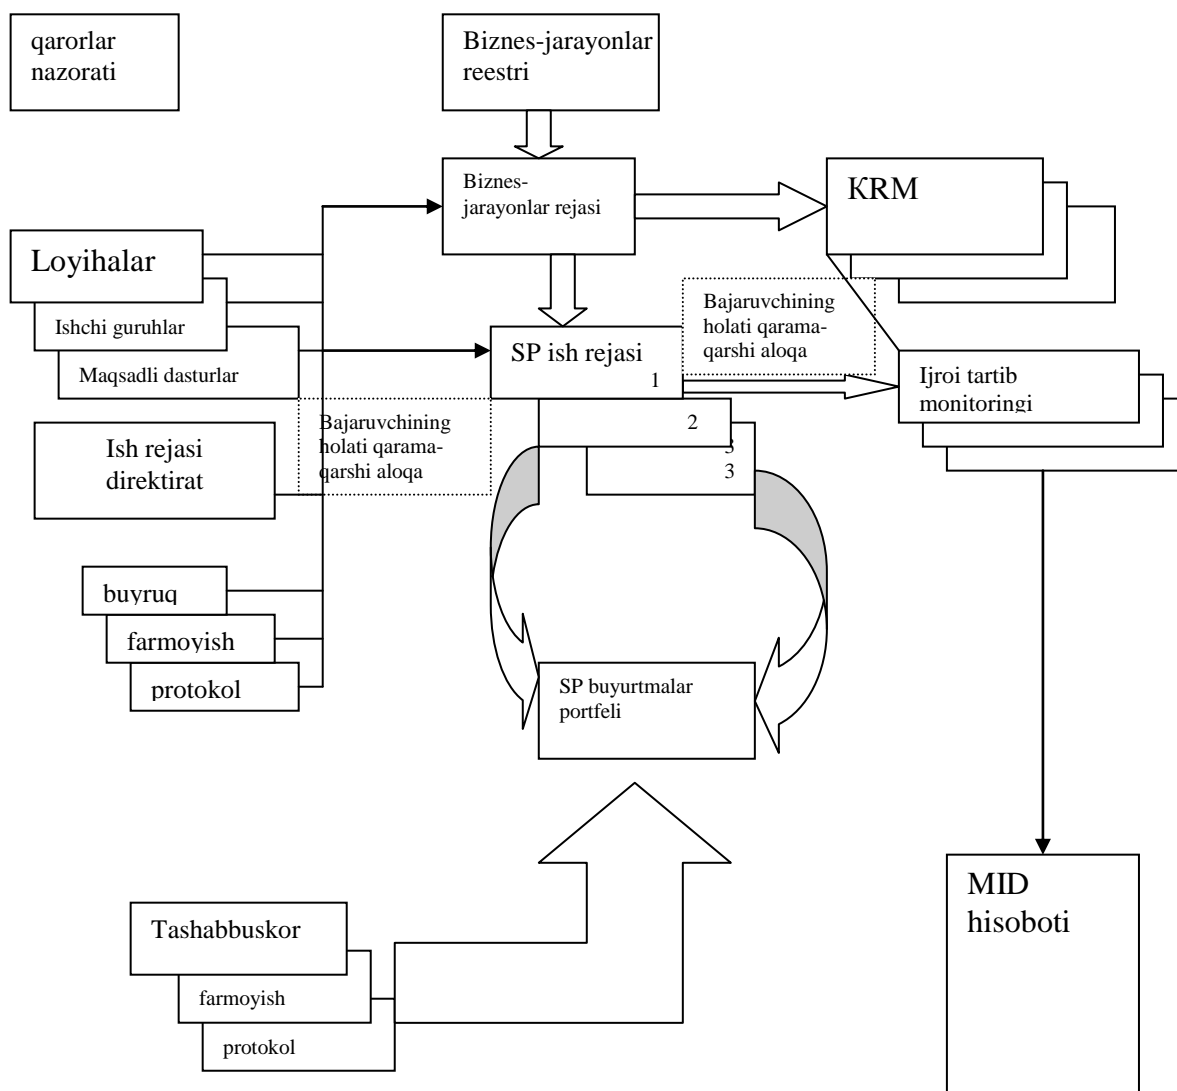 qarorlar
nazorati
Biznes-jarayonlar
reestri
Biznes-
jarayonlar rejasi
KRM
Loyihalar
Ishchi guruhlar
Maqsadli dasturlar
Bajaruvchining
holati qarama-
qarshi aloqa
SP ish rejasi
1
2
3
3
Ijroi tartib
monitoringi
Bajaruvchining
holati qarama-
qarshi aloqa
Ish rejasi
direktirat
buyruq
farmoyish
protokol
SP buyurtmalar
portfeli
MID
hisoboti
Tashabbuskor
farmoyish
protokol